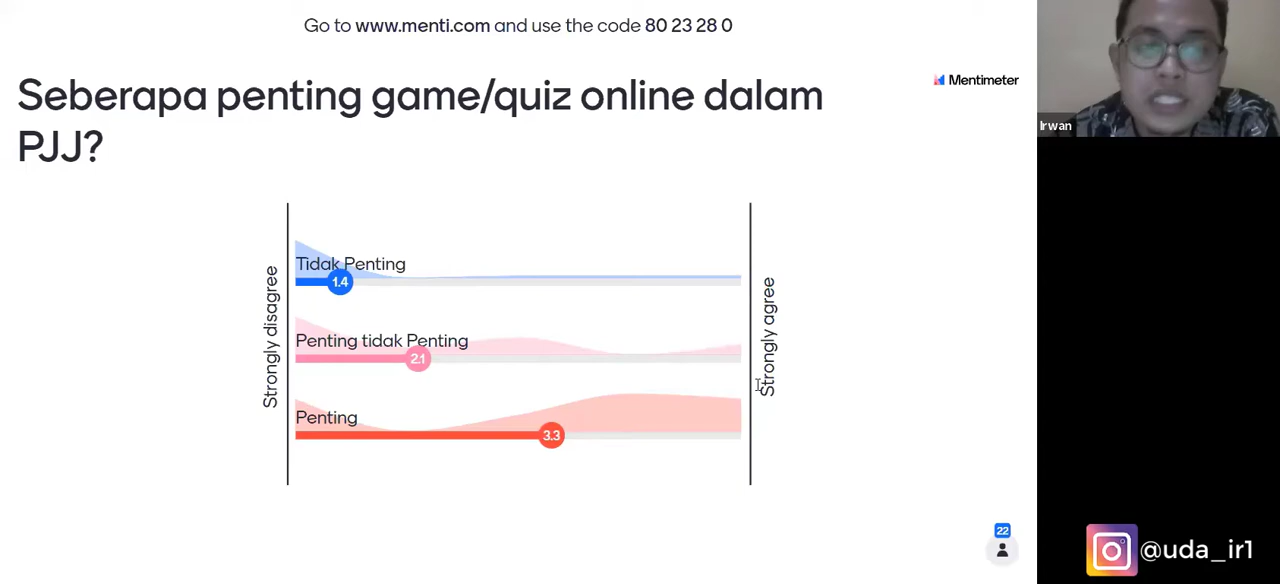 Go to www.menti.com and use the code 80 23 28 0
Seberapa penting game/quiz online dalam
PJJ?
Mentimeter
Irwan
Strongly disagree
Tidak Penting
1.4
Penting tidak Penting
2.1
Penting
3.3
Strongly agree
22
@uda_ir1